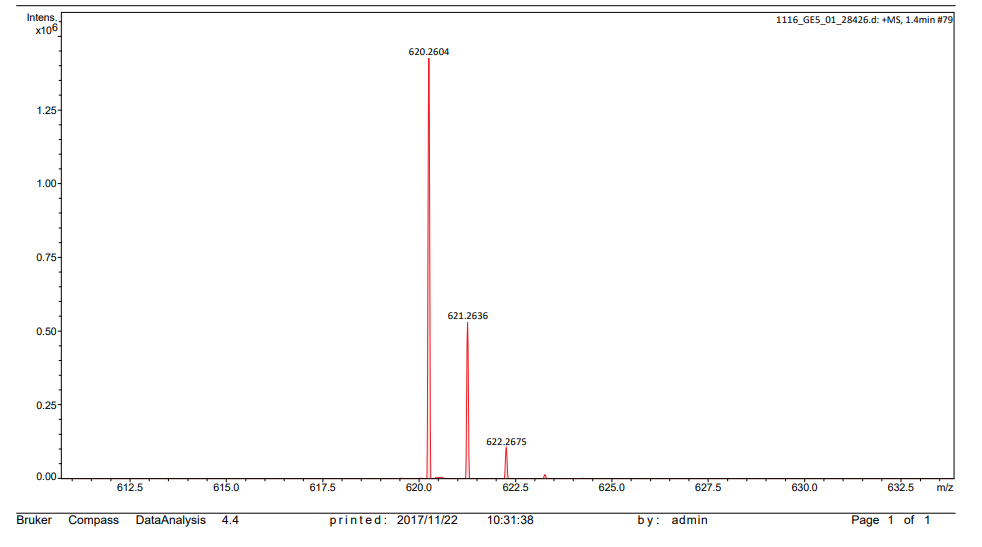 Intens.
x10⁶
1116_GE5_01_28426.d: +MS, 1.4min #79
620.2604
1.25
1.00
0.75
621.2636
0.50
0.25
622.2675
0.00
612.5 615.0 617.5 620.0 622.5 625.0 627.5 630.0 632.5 m/z
Bruker Compass DataAnalysis 4.4 printed: 2017/11/22 10:31:38 by: admin Page 1 of 1